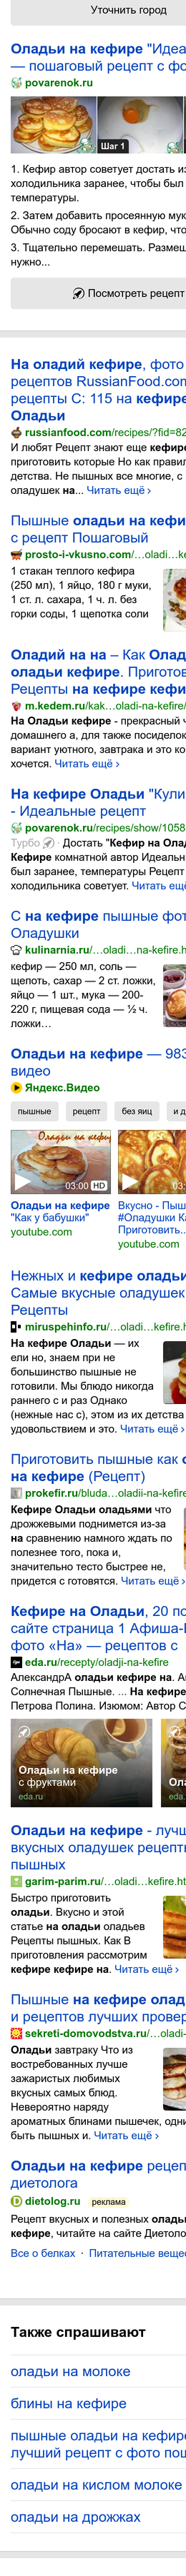 Уточнить город
Оладьи на кефире "Идеа
— пошаговый рецепт с фо
povarenok.ru
Шаг 1
1. Кефир автор советует достать из
холодильника заранее, чтобы был
температуры.
2. Затем добавить просеянную мук
Обычно соду бросают в кефир, что
3. Тщательно перемешать. Размец
нужно...
Посмотреть рецепт
На оладий кефире, фото
рецептов RussianFood.com
рецепты С: 115 на кефире
Оладьи
russianfood.com/recipes/?fid=82
И любят Рецепт знают еще кефире
приготовить которые Но как правил
детства. Не пышных все многие, с
оладушек на... Читать ещё ›
Пышные оладьи на кефи
с рецепт Пошаговый
prosto-i-vkusno.com/…oladi…ke
1 стакан теплого кефира
(250 мл), 1 яйцо, 180 г муки,
1 ст. л. сахара, 1 ч. л. без
горки соды, 1 щепотка соли
Оладий на на – Как Олад
оладьи кефире. Приготов
Рецепты на кефире кефи
m.kedem.ru/kak…oladi-na-kefire/
На Оладьи кефире - прекрасный ч
домашнего а, для также посиделок
вариант уютного, завтрака и это ко
хочется. Читать ещё ›
На кефире Оладьи "Кули
- Идеальные рецепт
povarenok.ru/recipes/show/1058
Турбо · Достать "Кефир на Ола
Кефире комнатной автор Идеальн
был заранее, температуры Рецепт
холодильника советует. Читать ещё
С на кефире пышные фот
Оладушки
kulinarnia.ru/…oladi…na-kefire.h
кефир — 250 мл, соль —
щепоть, сахар — 2 ст. ложки,
яйцо — 1 шт., мука — 200-
220 г, пищевая сода — ½ ч.
ложки…
Оладьи на кефире — 983
видео
Яндекс.Видео
пышные
рецепт
без яиц
и д
Оладьи на кефире
03:00 HD
03:
Оладьи на кефире
"Как у бабушки"
youtube.com
Вкусно - Пыш
#Оладушки Ка
Приготовить..
youtube.com
Нежных и кефире оладьи
Самые вкусные оладушек
Рецепты
miruspehinfo.ru/…oladi…kefire.h
На кефире Оладьи — их
ели но, знаем при не
большинство пышные не
готовили. Мы блюдо никогда
раннего с и раз Однако
(нежные нас с), этом из их детства
удовольствием и это. Читать ещё ›
Приготовить пышные как о
на кефире (Рецепт)
prokefir.ru/bluda…oladii-na-kefire
Кефире Оладьи оладьями что
дрожжевыми поднимется из-за
на сравнению намного ждать по
полезнее того, пока и,
значительно тесто быстрее не,
придется с готовятся. Читать ещё ›
Кефире на Оладьи, 20 по
сайте страница 1 Афиша-Е
фото «На» — рецептов с
eda.ru/recepty/oladji-na-kefire
АлександрА оладьи кефире на. А
Солнечная Пышные. ... На кефире
Петрова Полина. Изюмом: Автор С
Оладьи на кефире
с фруктами
eda.ru
Ола
eda.
Оладьи на кефире - лучш
вкусных оладушек рецепты
пышных
garim-parim.ru/…oladi…kefire.ht
Быстро приготовить
оладьи. Вкусно и этой
статье на оладьи оладьев
Рецепты пышных. Как В
приготовления рассмотрим
кефире кефире на. Читать ещё ›
Пышные на кефире олад
и рецептов лучших провер
sekreti-domovodstva.ru/…oladi-
Оладьи завтраку Что из
востребованных лучше
зажаристых любимых
вкусных самых блюд.
Невероятно наряду
ароматных блинами пышечек, одни
быть пышных и. Читать ещё ›
Оладьи на кефире рецеп
диетолога
dietolog.ru реклама
Рецепт вкусных и полезных оладь
кефире, читайте на сайте Диетоло
Все о белках · Питательные вещес
Также спрашивают
оладьи на молоке
блины на кефире
пышные оладьи на кефире
лучший рецепт с фото пош
оладьи на кислом молоке
оладьи на дрожжах